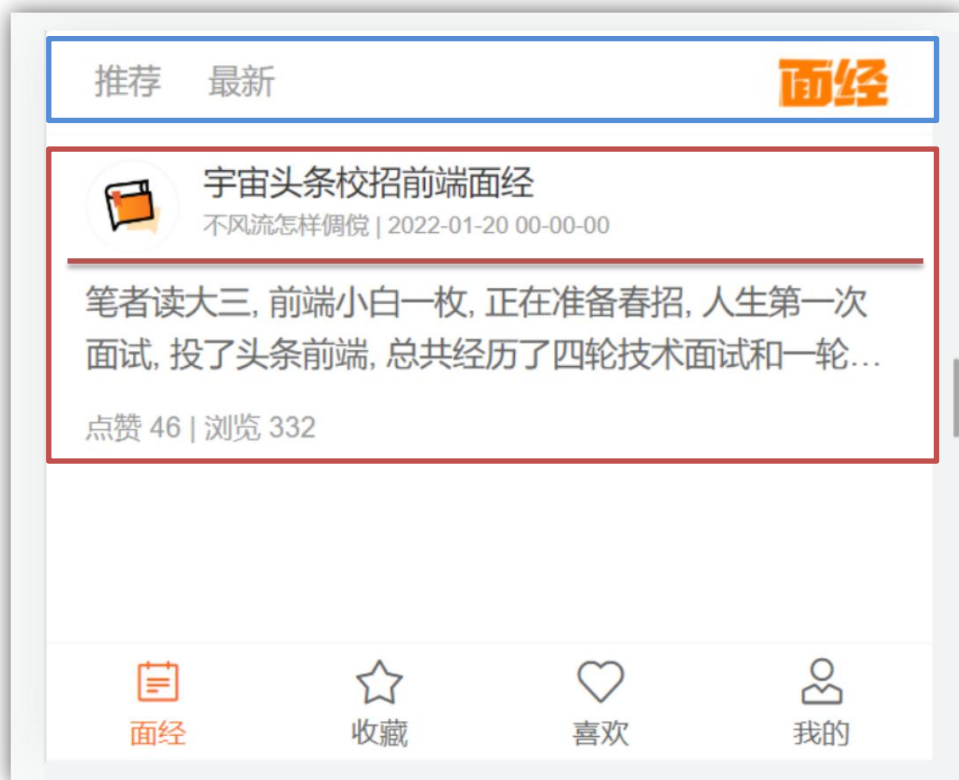 推荐 最新 面经
宇宙头条校招前端面经
不风流怎样倜傥 | 2022-01-20 00-00-00
笔者读大三, 前端小白一枚, 正在准备春招, 人生第一次
面试, 投了头条前端, 总共经历了四轮技术面试和一轮…
点赞 46 | 浏览 332
面经 收藏 喜欢 我的